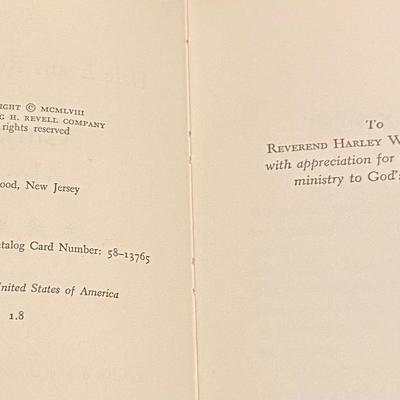 IGHT © MCMLVIII
G H. REVELL COMPANY
rights reserved
ood, New Jersey
talog Card Number: 58-13765
nited States of America
1.8
To
REVEREND HARLEY W
with appreciation for
ministry to God's